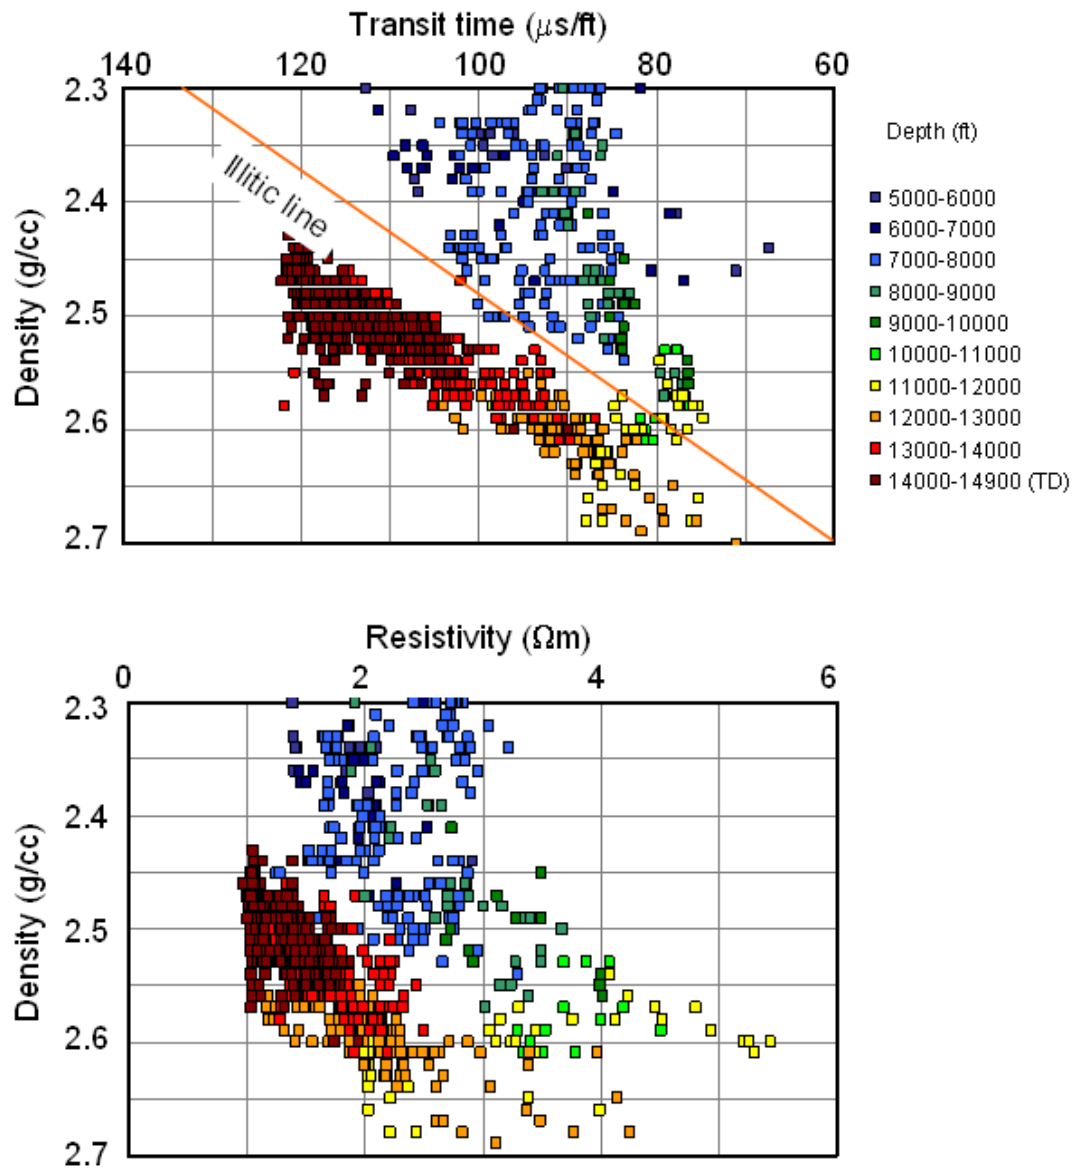 Transit time (μs/ft)
140 120 100 80 60
2.3
2.4
2.5
2.6
2.7
Density (g/cc)
Illitic line
Depth (ft)
5000-6000
6000-7000
7000-8000
8000-9000
9000-10000
10000-11000
11000-12000
12000-13000
13000-14000
14000-14900 (TD)
Resistivity (Ωm)
0 2 4 6
2.3
2.4
2.5
2.6
2.7
Density (g/cc)